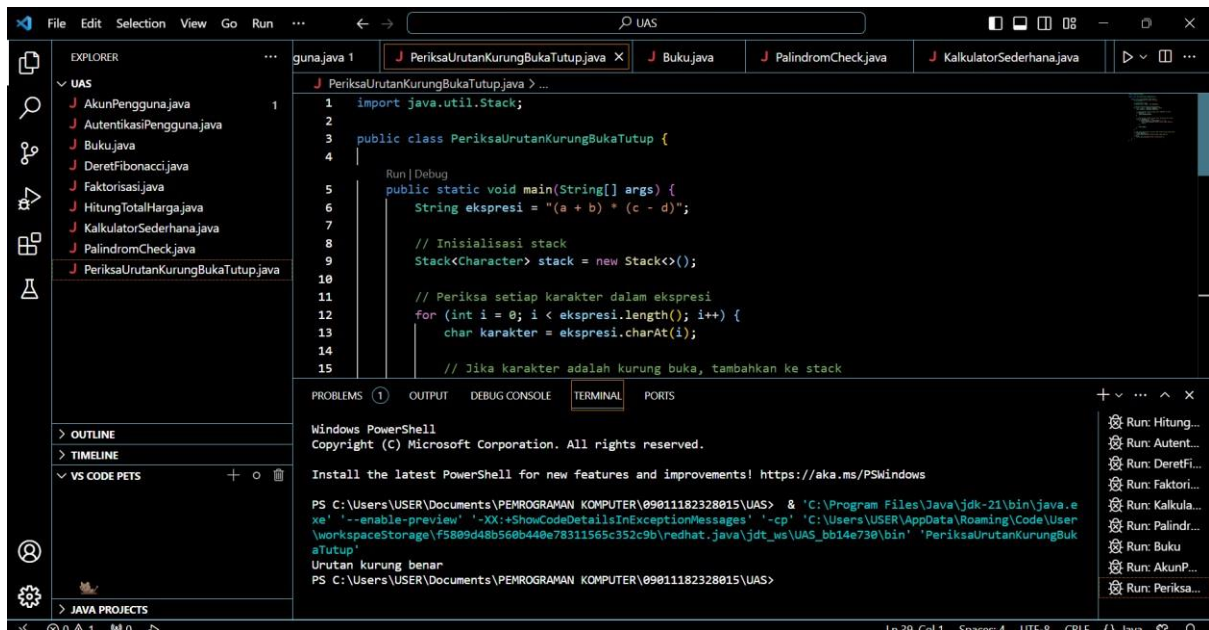 File Edit Selection View Go Run ··· ← → UAS
EXPLORER ···
UAS
AkunPengguna.java 1
AutentikasiPengguna.java
Buku.java
DeretFibonacci.java
Faktorisasi.java
HitungTotalHarga.java
KalkulatorSederhana.java
PalindromCheck.java
PeriksaUrutanKurungBukaTutup.java
OUTLINE
TIMELINE
VS CODE PETS
JAVA PROJECTS
guna.java 1 PeriksaUrutanKurungBukaTutup.java Buku.java PalindromCheck.java KalkulatorSederhana.java
PeriksaUrutanKurungBukaTutup.java > ...
1 import java.util.Stack;
2
3 public class PeriksaUrutanKurungBukaTutup {
4
Run | Debug
5 public static void main(String[] args) {
6 String ekspresi = "(a + b) * (c - d)";
7
8 // Inisialisasi stack
9 Stack<Character> stack = new Stack<>();
10
11 // Periksa setiap karakter dalam ekspresi
12 for (int i = 0; i < ekspresi.length(); i++) {
13 char karakter = ekspresi.charAt(i);
14
15 // Jika karakter adalah kurung buka, tambahkan ke stack
PROBLEMS 1 OUTPUT DEBUG CONSOLE TERMINAL PORTS
Windows PowerShell
Copyright (C) Microsoft Corporation. All rights reserved.
Install the latest PowerShell for new features and improvements! https://aka.ms/PSWindows
PS C:\Users\USER\Documents\PEMROGRAMAN KOMPUTER\09011182328015\UAS> & 'C:\Program Files\Java\jdk-21\bin\java.e
xe' '--enable-preview' '-XX:+ShowCodeDetailsInExceptionMessages' '-cp' 'C:\Users\USER\AppData\Roaming\Code\User
\workspaceStorage\f5809d48b560b440e78311565c352c9b\redhat.java\jdt_ws\UAS_bb14e730\bin' 'PeriksaUrutanKurungBuk
aTutup'
Urutan kurung benar
PS C:\Users\USER\Documents\PEMROGRAMAN KOMPUTER\09011182328015\UAS>
Run: Hitung...
Run: Autent...
Run: DeretFi...
Run: Faktori...
Run: Kalkula...
Run: Palindr...
Run: Buku
Run: AkunP...
Run: Periksa...